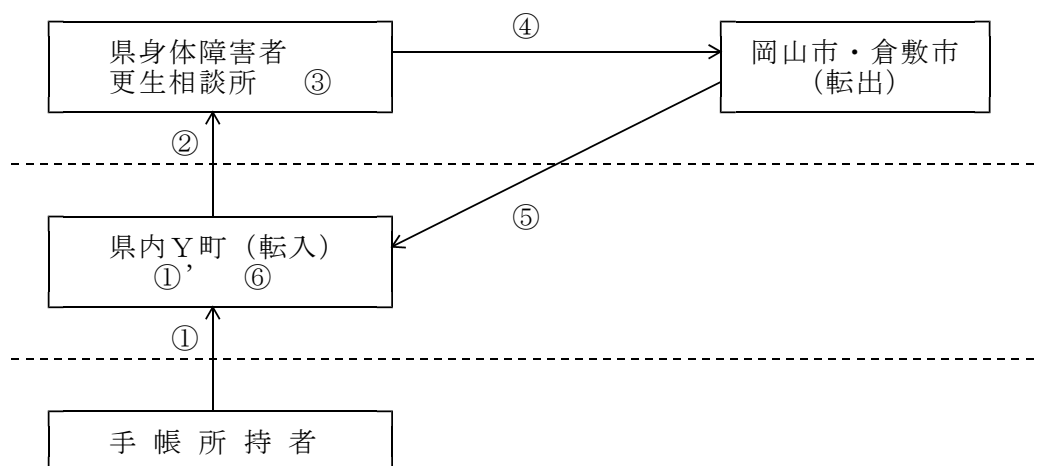 ④
県身体障害者
更生相談所　③
岡山市・倉敷市
（転出）
②
⑤
県内Ｙ町（転入）
①’　⑥
①
手 帳 所 持 者